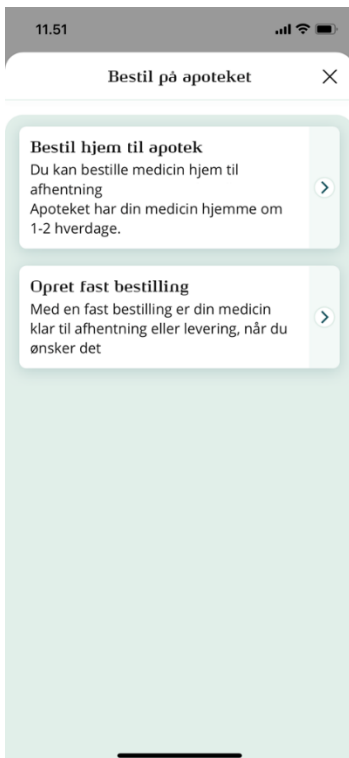 11.51
Bestil på apoteket
Bestil hjem til apotek
Du kan bestille medicin hjem til
afhentning
Apoteket har din medicin hjemme om
1-2 hverdage.
Opret fast bestilling
Med en fast bestilling er din medicin
klar til afhentning eller levering, når du
ønsker det